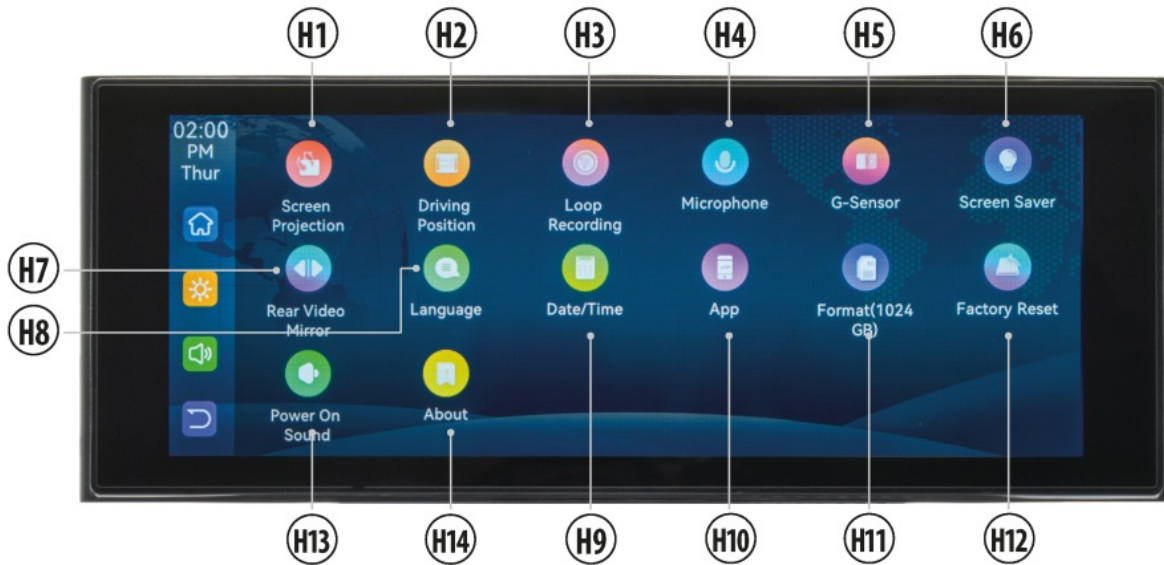 H1 H2 H3 H4 H5 H6
02:00
PM
Thur
Screen
Projection
Driving
Position
Loop
Recording
Microphone
G-Sensor
Screen Saver
H7
H8
Rear Video
Mirror
Language
Date/Time
App
Format(1024
GB)
Factory Reset
Power On
Sound
About
H13 H14 H9 H10 H11 H12